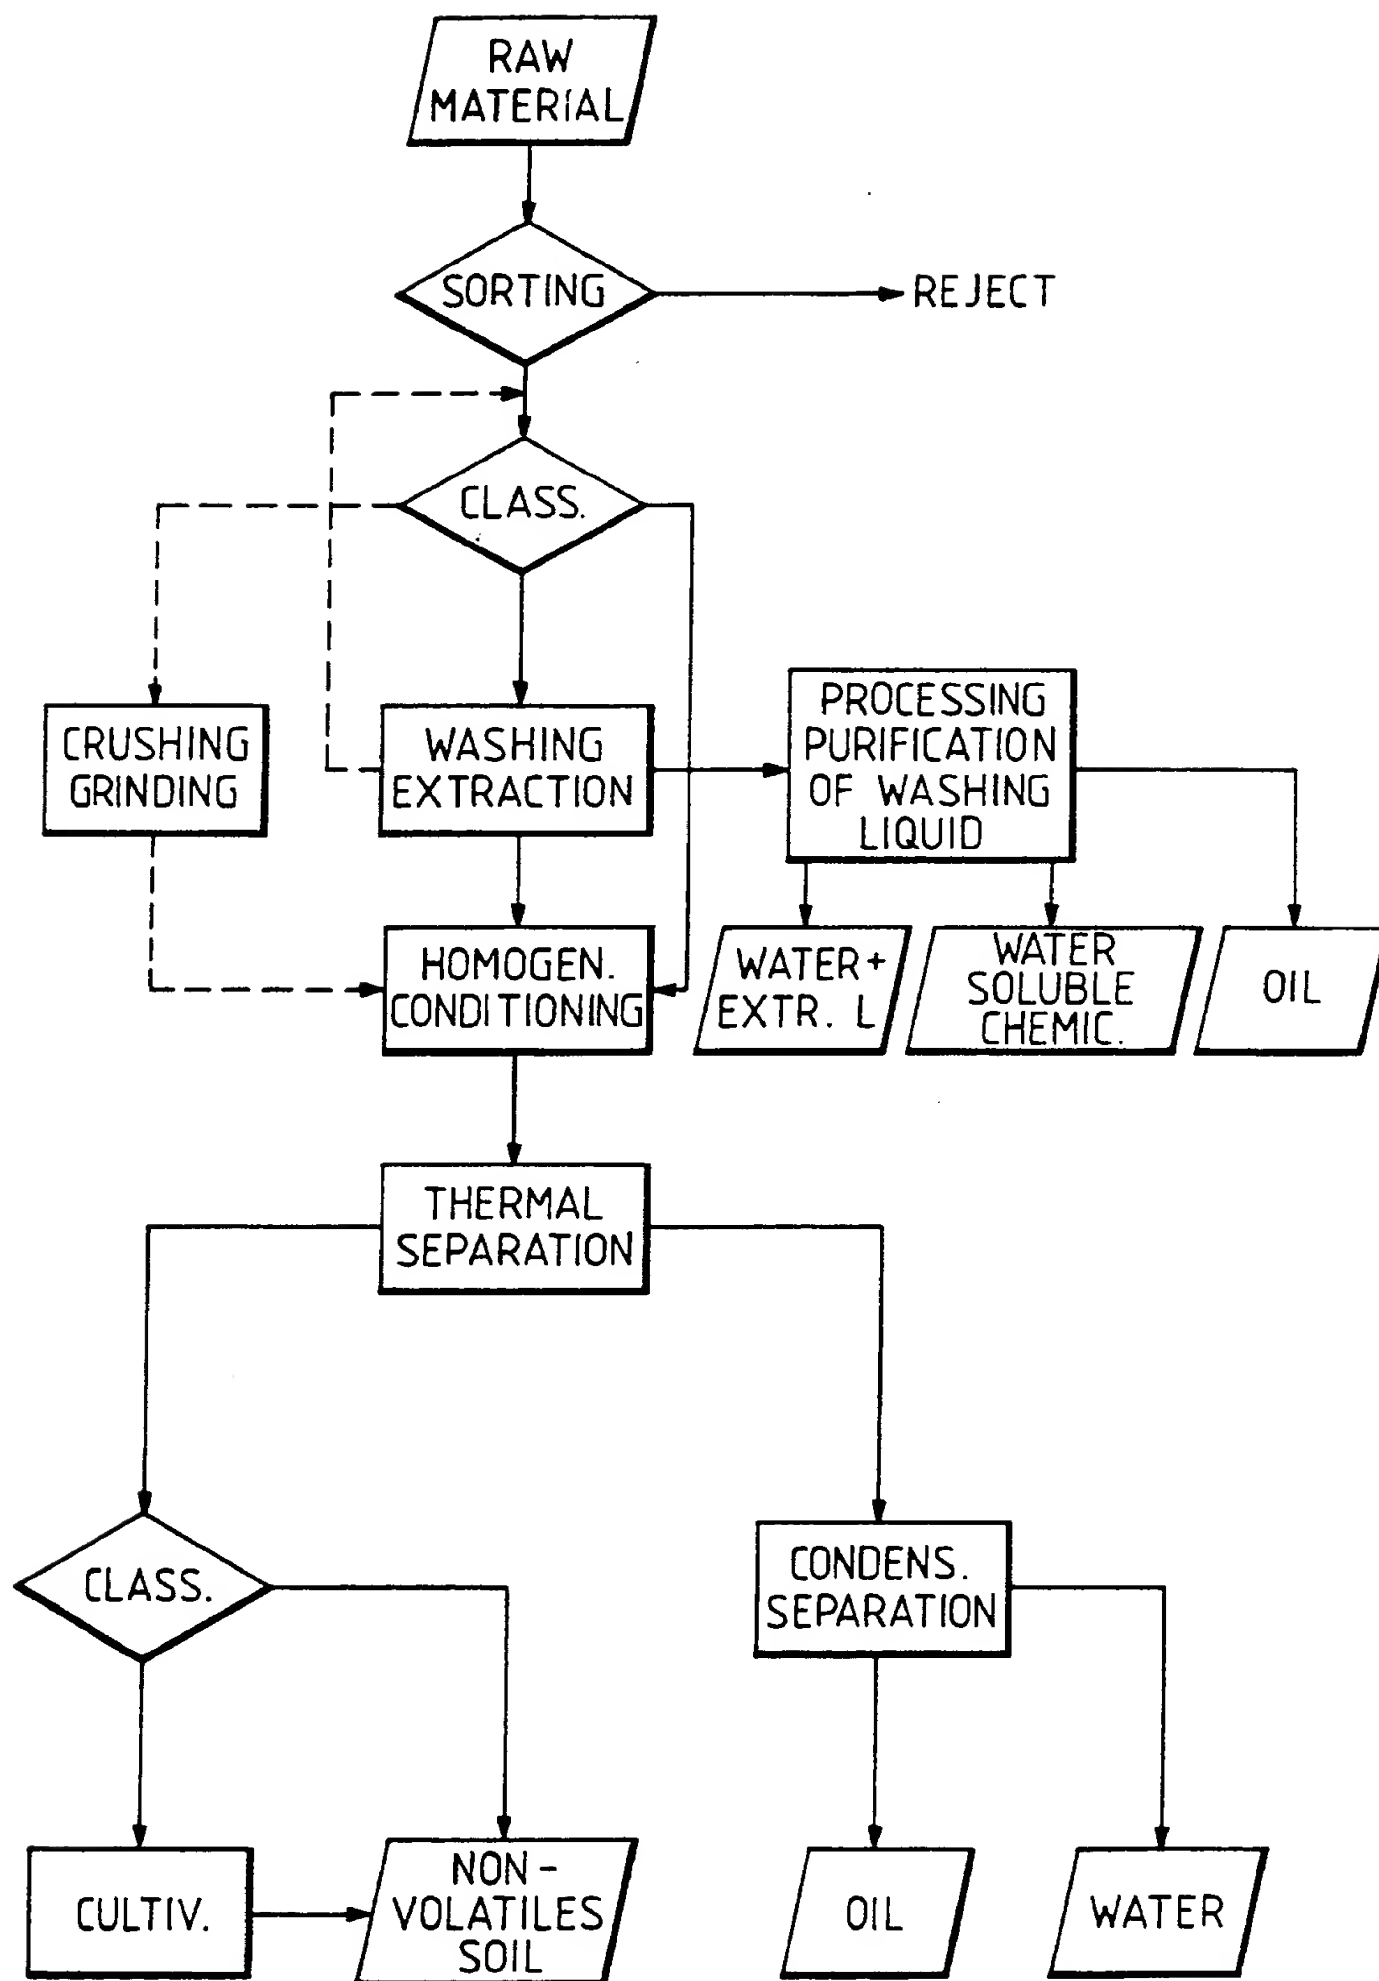 RAW
MATERIAL
SORTING
REJECT
CLASS.
CRUSHING
GRINDING
WASHING
EXTRACTION
PROCESSING
PURIFICATION
OF WASHING
LIQUID
HOMOGEN.
CONDITIONING
WATER+
EXTR. L
WATER
SOLUBLE
CHEMIC.
OIL
THERMAL
SEPARATION
CLASS.
CONDENS.
SEPARATION
CULTIV.
NON-
VOLATILES
SOIL
OIL
WATER